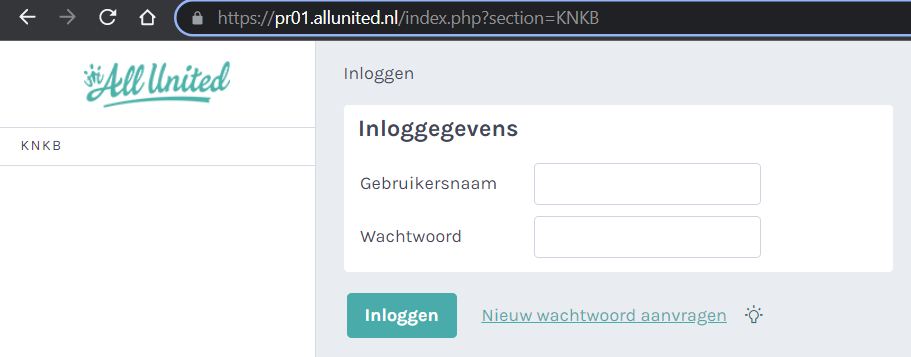 https://pr01.allunited.nl/index.php?section=KNKB
All United
KNKB
Inloggen
Inloggegevens
Gebruikersnaam
Wachtwoord
Inloggen Nieuw wachtwoord aanvragen